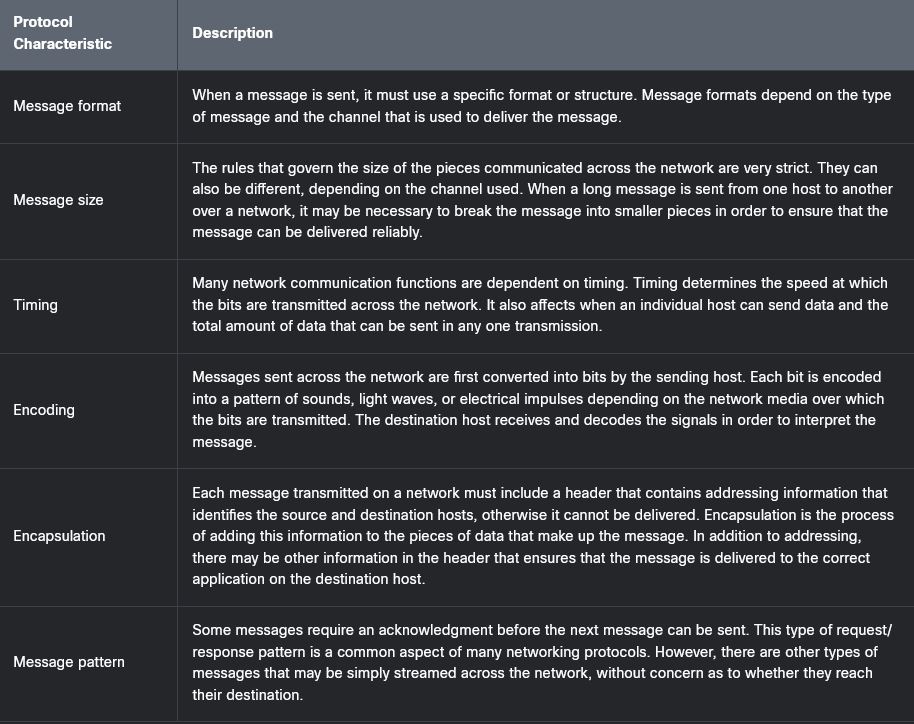 Protocol
Characteristic
Description
Message format
When a message is sent, it must use a specific format or structure. Message formats depend on the type
of message and the channel that is used to deliver the message.
Message size
The rules that govern the size of the pieces communicated across the network are very strict. They can
also be different, depending on the channel used. When a long message is sent from one host to another
over a network, it may be necessary to break the message into smaller pieces in order to ensure that the
message can be delivered reliably.
Timing
Many network communication functions are dependent on timing. Timing determines the speed at which
the bits are transmitted across the network. It also affects when an individual host can send data and the
total amount of data that can be sent in any one transmission.
Encoding
Messages sent across the network are first converted into bits by the sending host. Each bit is encoded
into a pattern of sounds, light waves, or electrical impulses depending on the network media over which
the bits are transmitted. The destination host receives and decodes the signals in order to interpret the
message.
Encapsulation
Each message transmitted on a network must include a header that contains addressing information that
identifies the source and destination hosts, otherwise it cannot be delivered. Encapsulation is the process
of adding this information to the pieces of data that make up the message. In addition to addressing,
there may be other information in the header that ensures that the message is delivered to the correct
application on the destination host.
Message pattern
Some messages require an acknowledgment before the next message can be sent. This type of request/
response pattern is a common aspect of many networking protocols. However, there are other types of
messages that may be simply streamed across the network, without concern as to whether they reach
their destination.